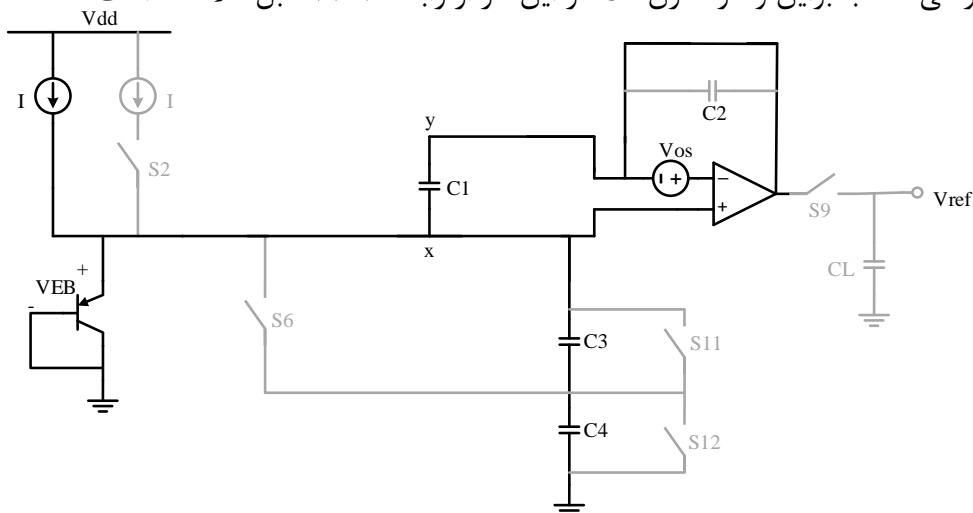 Vdd
I
I
S2
y
C1
x
C2
Vos
- +
−
+
S9
Vref
CL
+
VEB
-
S6
C3
S11
C4
S12